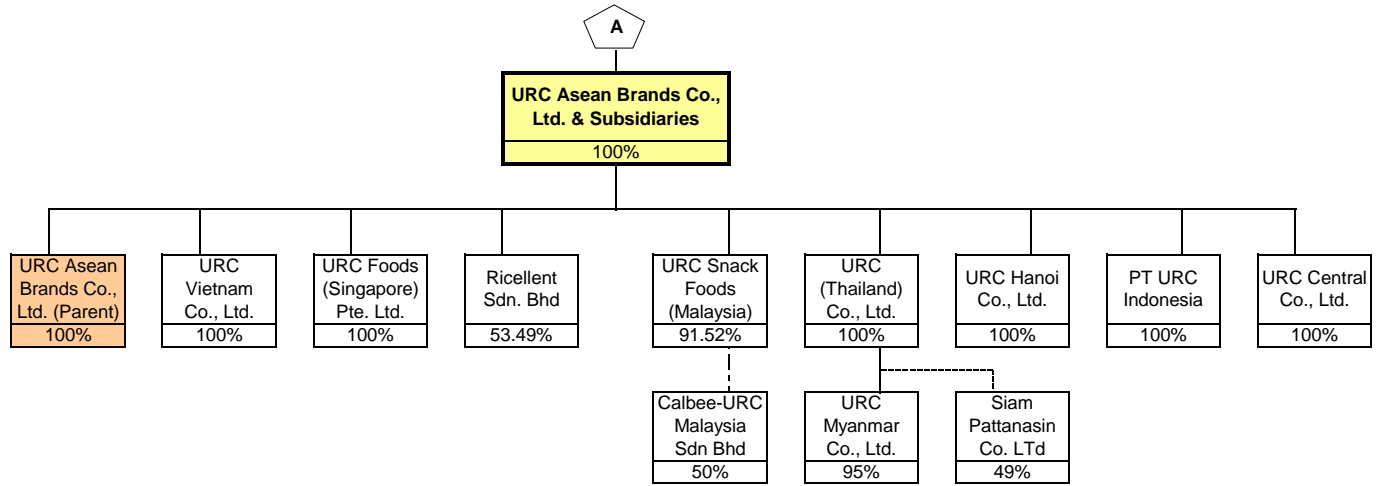 A
URC Asean Brands Co.,
Ltd. & Subsidiaries
100%
URC Asean
Brands Co.,
Ltd. (Parent)
100%
URC
Vietnam
Co., Ltd.
100%
URC Foods
(Singapore)
Pte. Ltd.
100%
Ricellent
Sdn. Bhd
53.49%
URC Snack
Foods
(Malaysia)
91.52%
URC
(Thailand)
Co., Ltd.
100%
URC Hanoi
Co., Ltd.
100%
PT URC
Indonesia
100%
URC Central
Co., Ltd.
100%
Calbee-URC
Malaysia
Sdn Bhd
50%
URC
Myanmar
Co., Ltd.
95%
Siam
Pattanasin
Co. LTd
49%